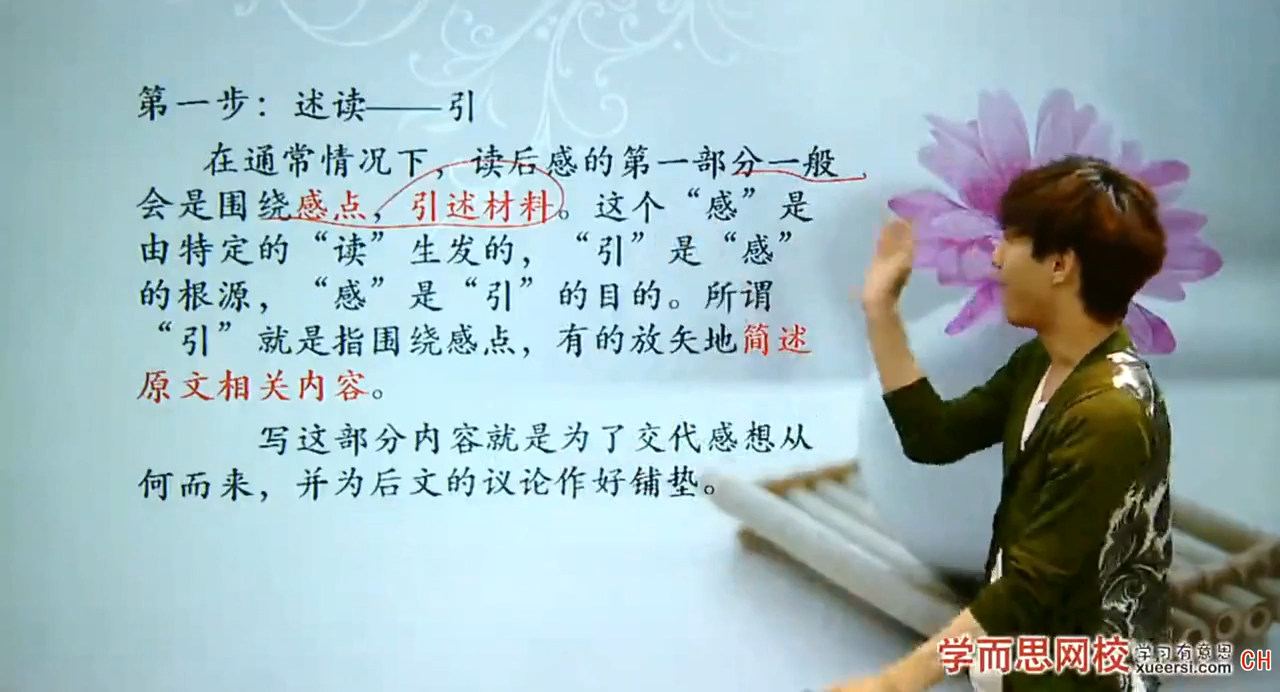 第一步：述读——引
在通常情况下，读后感的第一部分一般
会是围绕感点，引述材料。这个“感”是
由特定的“读”生发的，“引”是“感”
的根源，“感”是“引”的目的。所谓
“引”就是指围绕感点，有的放矢地简述
原文相关内容。
写这部分内容就是为了交代感想从
何而来，并为后文的议论作好铺垫。
学而思网校
学习有意思
xueersi.com
CH